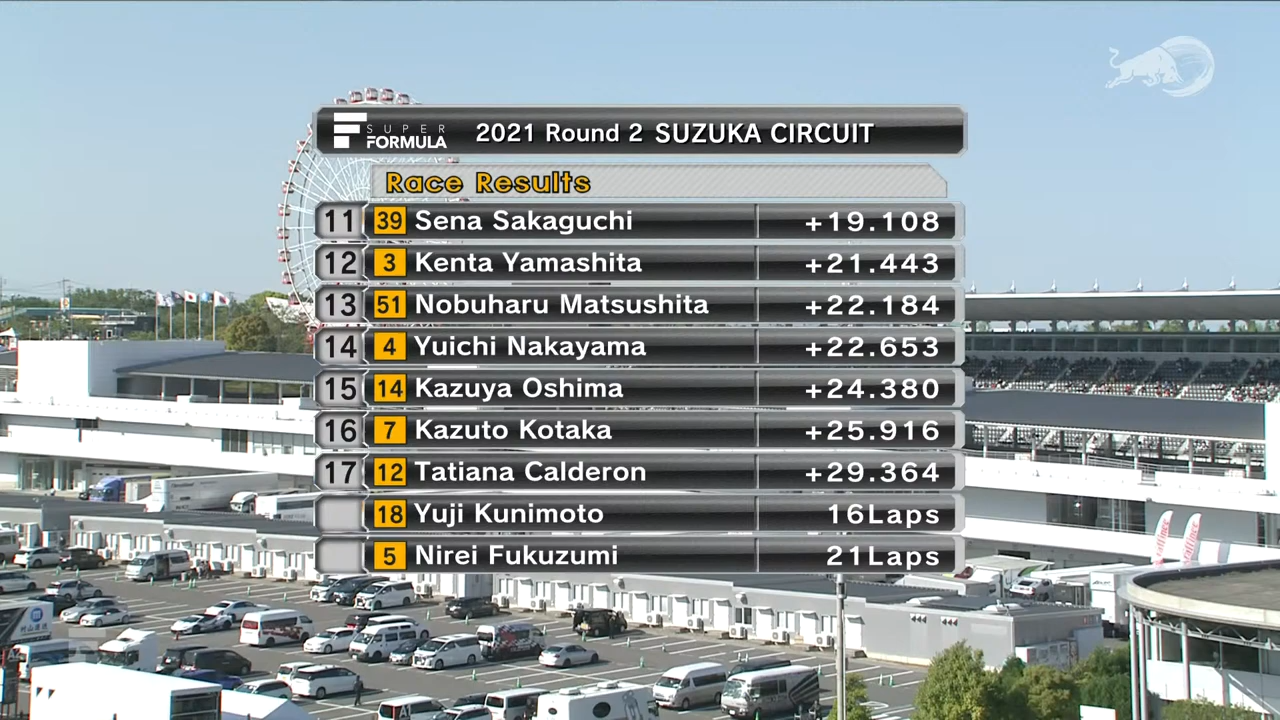 SUPER
FORMULA
2021 Round 2 SUZUKA CIRCUIT
Race Results
11 39 Sena Sakaguchi +19.108
12 3 Kenta Yamashita +21.443
13 51 Nobuharu Matsushita +22.184
14 4 Yuichi Nakayama +22.653
15 14 Kazuya Oshima +24.380
16 7 Kazuto Kotaka +25.916
17 12 Tatiana Calderon +29.364
18 Yuji Kunimoto 16Laps
5 Nirei Fukuzumi 21Laps